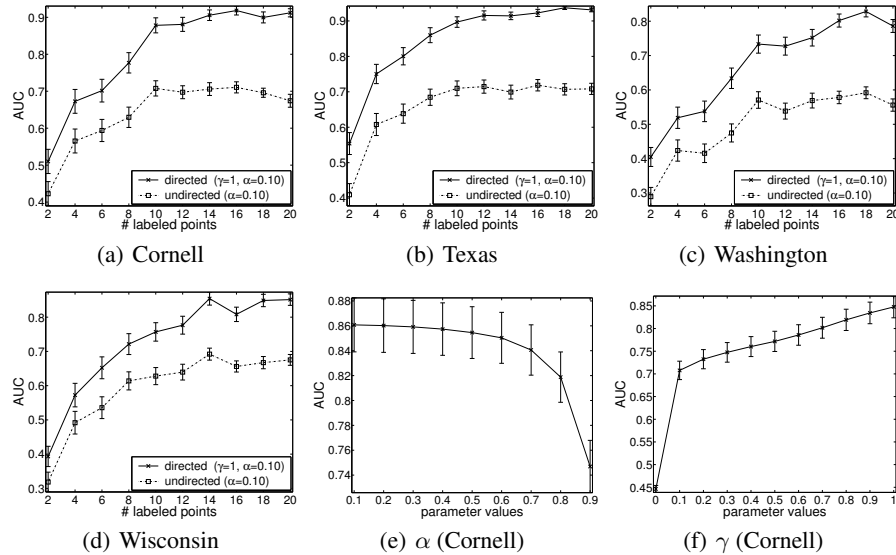 0.9
0.8
0.7
0.6
0.5
0.4
AUC
2 4 6 8 10 12 14 16 18 20
# labeled points
directed (γ=1, α=0.10)
undirected (α=0.10)
(a) Cornell
0.9
0.8
0.7
0.6
0.5
0.4
AUC
2 4 6 8 10 12 14 16 18 20
# labeled points
directed (γ=1, α=0.10)
undirected (α=0.10)
(b) Texas
0.8
0.7
0.6
0.5
0.4
0.3
AUC
2 4 6 8 10 12 14 16 18 20
# labeled points
directed (γ=1, α=0.10)
undirected (α=0.10)
(c) Washington
0.8
0.7
0.6
0.5
0.4
0.3
AUC
2 4 6 8 10 12 14 16 18 20
# labeled points
directed (γ=1, α=0.10)
undirected (α=0.10)
(d) Wisconsin
0.88
0.86
0.84
0.82
0.8
0.78
0.76
0.74
AUC
0.1 0.2 0.3 0.4 0.5 0.6 0.7 0.8 0.9
parameter values
(e) α (Cornell)
0.85
0.8
0.75
0.7
0.65
0.6
0.55
0.5
0.45
AUC
0 0.1 0.2 0.3 0.4 0.5 0.6 0.7 0.8 0.9 1
parameter values
(f) γ (Cornell)